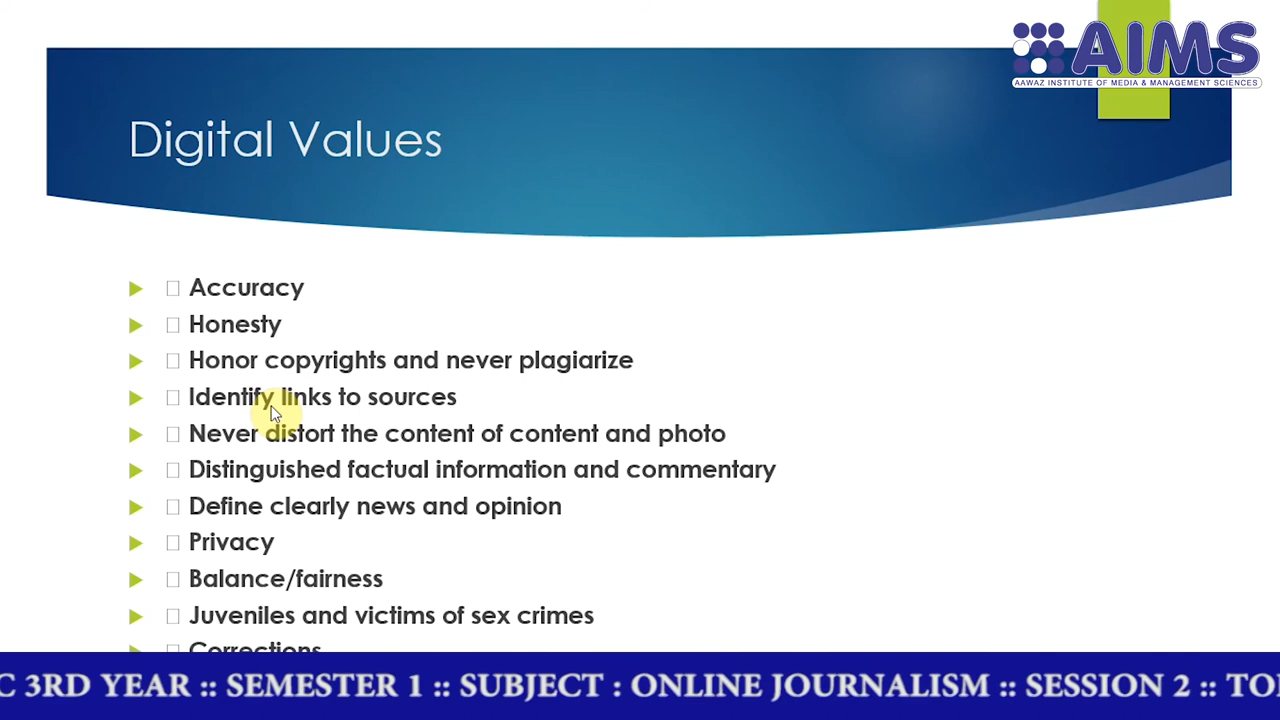 AIMS
AAWAZ INSTITUTE OF MEDIA & MANAGEMENT SCIENCES
Digital Values
Accuracy
Honesty
Honor copyrights and never plagiarize
Identify links to sources
Never distort the content of content and photo
Distinguished factual information and commentary
Define clearly news and opinion
Privacy
Balance/fairness
Juveniles and victims of sex crimes
Corrections
C 3RD YEAR :: SEMESTER 1 :: SUBJECT : ONLINE JOURNALISM :: SESSION 2 ::